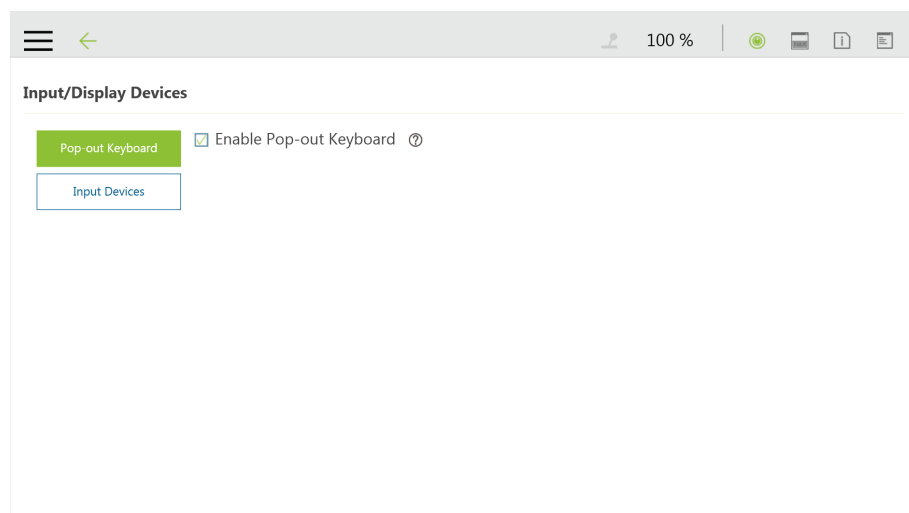 100 %
Input/Display Devices
Pop-out Keyboard
Enable Pop-out Keyboard
Input Devices